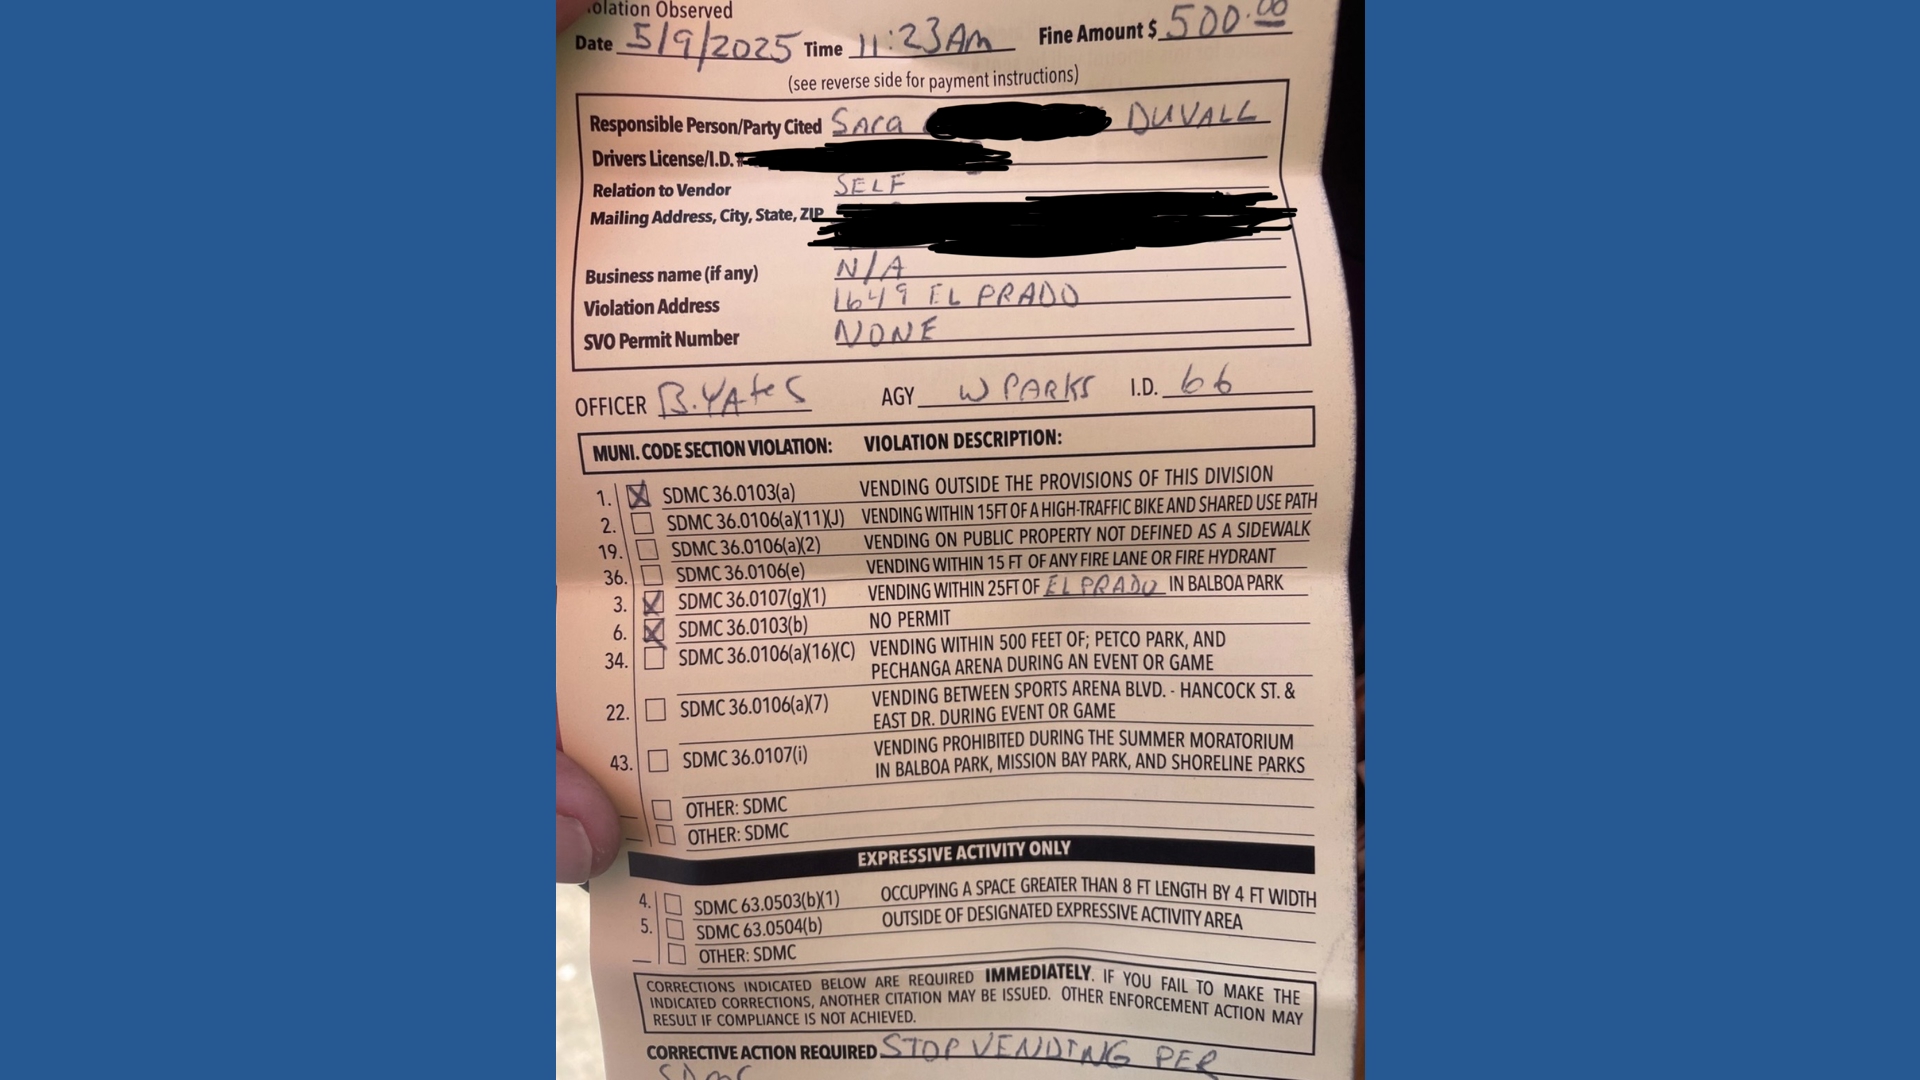 olation Observed
Date 5/9/2025 Time 11:23AM Fine Amount $ 500.00
(see reverse side for payment instructions)
Responsible Person/Party Cited Sara DUVALL
Drivers License/I.D.
Relation to Vendor SELF
Mailing Address, City, State, ZIP
Business name (if any) N/A
Violation Address 1649 EL PRADO
SVO Permit Number NONE
OFFICER B. YAteS AGY W PARKS I.D. 66
MUNI. CODE SECTION VIOLATION: VIOLATION DESCRIPTION:
1. X SDMC 36.0103(a) VENDING OUTSIDE THE PROVISIONS OF THIS DIVISION
2. SDMC 36.0106(a)(11)(J) VENDING WITHIN 15FT OF A HIGH-TRAFFIC BIKE AND SHARED USE PATH
19. SDMC 36.0106(a)(2) VENDING ON PUBLIC PROPERTY NOT DEFINED AS A SIDEWALK
36. SDMC 36.0106(e) VENDING WITHIN 15 FT OF ANY FIRE LANE OR FIRE HYDRANT
3. X SDMC 36.0107(g)(1) VENDING WITHIN 25FT OF EL PRADO IN BALBOA PARK
6. X SDMC 36.0103(b) NO PERMIT
34. SDMC 36.0106(a)(16)(C) VENDING WITHIN 500 FEET OF; PETCO PARK, AND
PECHANGA ARENA DURING AN EVENT OR GAME
22. SDMC 36.0106(a)(7) VENDING BETWEEN SPORTS ARENA BLVD. - HANCOCK ST. &
EAST DR. DURING EVENT OR GAME
43. SDMC 36.0107(i) VENDING PROHIBITED DURING THE SUMMER MORATORIUM
IN BALBOA PARK, MISSION BAY PARK, AND SHORELINE PARKS
OTHER: SDMC
OTHER: SDMC
EXPRESSIVE ACTIVITY ONLY
4. SDMC 63.0503(b)(1) OCCUPYING A SPACE GREATER THAN 8 FT LENGTH BY 4 FT WIDTH
5. SDMC 63.0504(b) OUTSIDE OF DESIGNATED EXPRESSIVE ACTIVITY AREA
OTHER: SDMC
CORRECTIONS INDICATED BELOW ARE REQUIRED IMMEDIATELY. IF YOU FAIL TO MAKE THE
INDICATED CORRECTIONS, ANOTHER CITATION MAY BE ISSUED. OTHER ENFORCEMENT ACTION MAY
RESULT IF COMPLIANCE IS NOT ACHIEVED.
CORRECTIVE ACTION REQUIRED STOP VENDING PER
SDMC